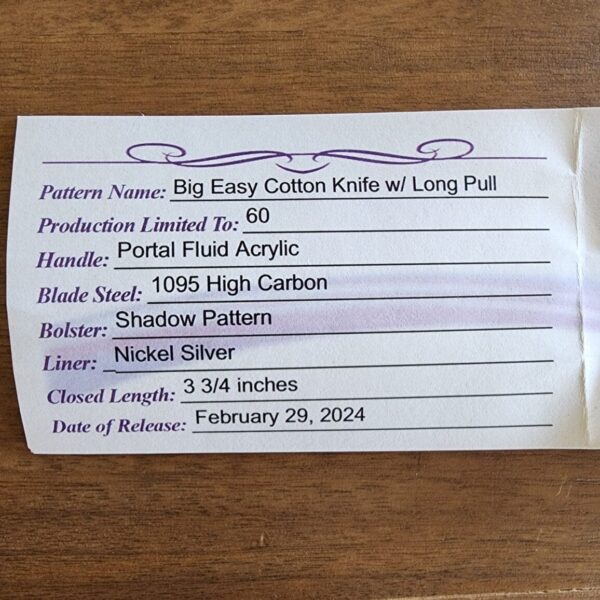 Pattern Name: Big Easy Cotton Knife w/ Long Pull
Production Limited To: 60
Handle: Portal Fluid Acrylic
Blade Steel: 1095 High Carbon
Bolster: Shadow Pattern
Liner: Nickel Silver
Closed Length: 3 3/4 inches
Date of Release: February 29, 2024